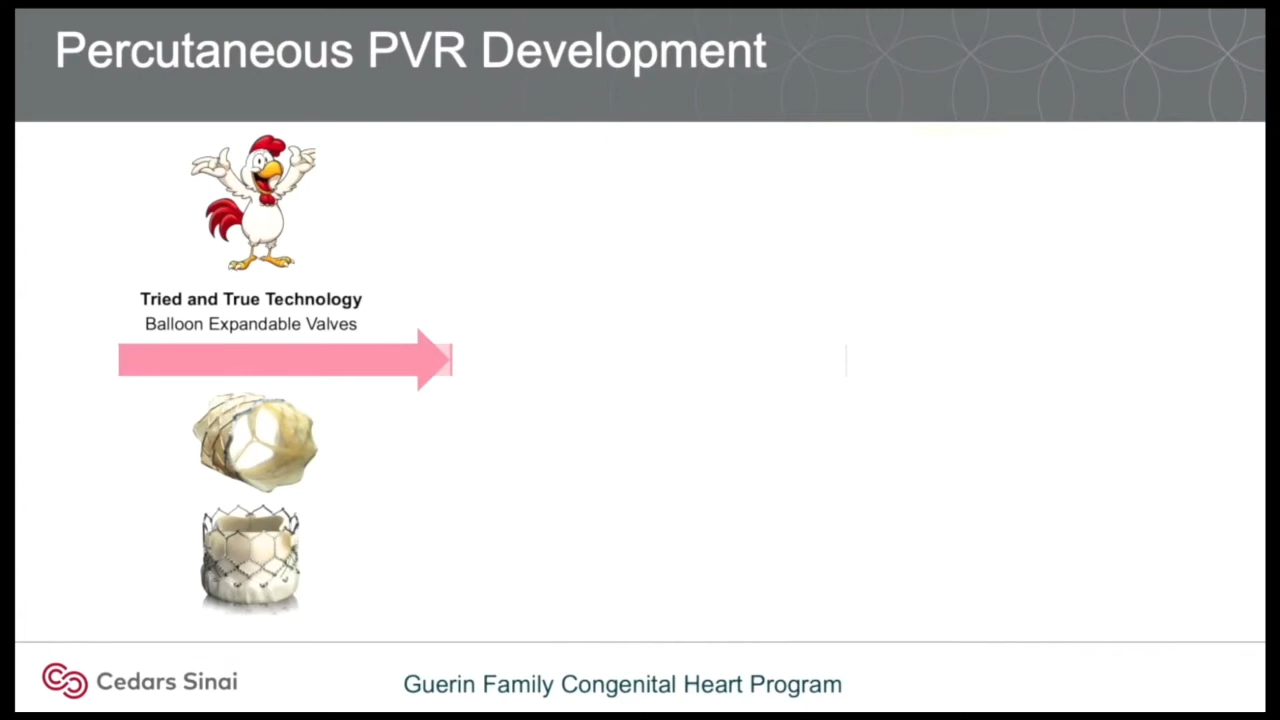 Percutaneous PVR Development
Tried and True Technology
Balloon Expandable Valves
Cedars Sinai
Guerin Family Congenital Heart Program